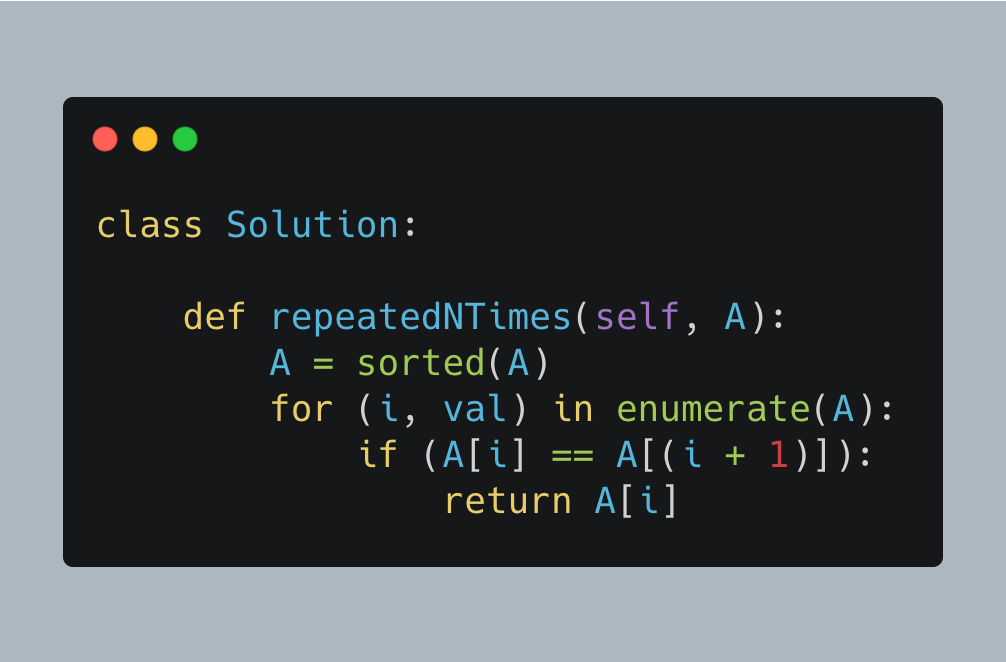 class Solution:
    def repeatedNTimes(self, A):
        A = sorted(A)
        for (i, val) in enumerate(A):
            if (A[i] == A[(i + 1)]):
                return A[i]